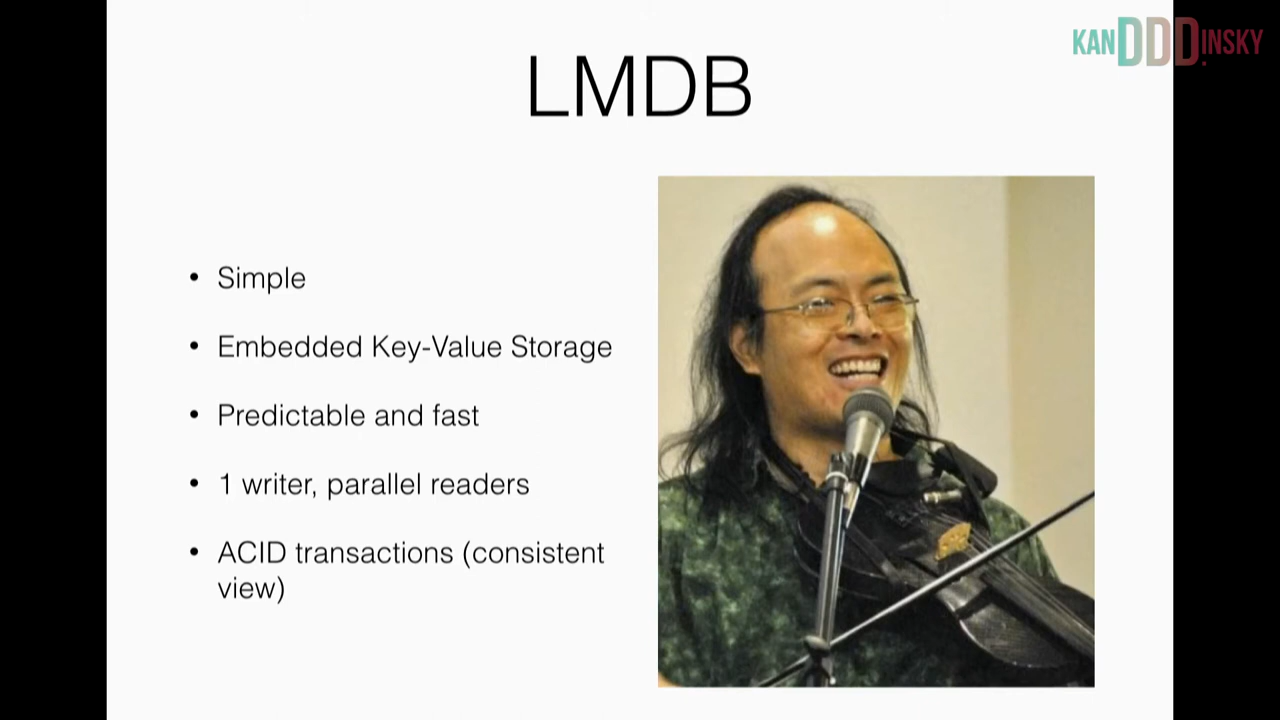 KANDDDINSKY
LMDB
• Simple
• Embedded Key-Value Storage
• Predictable and fast
• 1 writer, parallel readers
• ACID transactions (consistent
view)